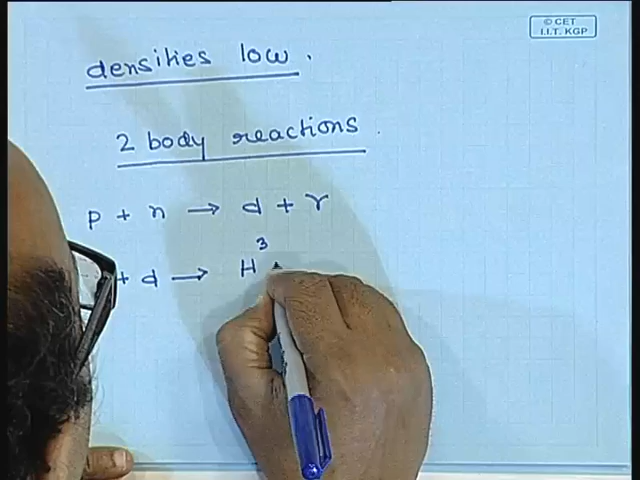 © CET
I.I.T. KGP
densities low.
2 body reactions.
p + n → d + γ
+ d → H³